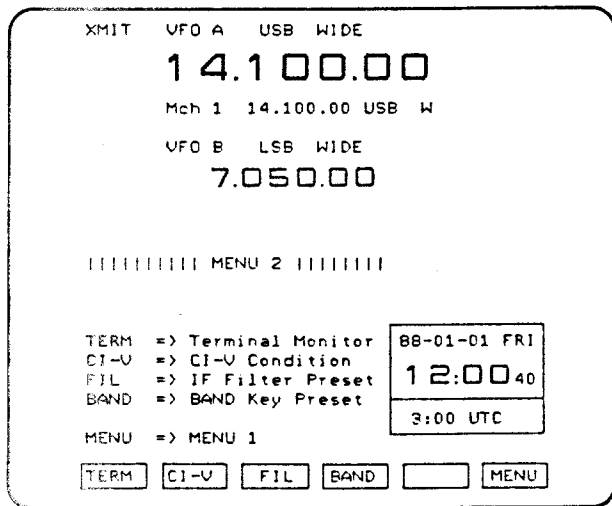 XMIT VFO A USB WIDE
14.100.00
Mch 1 14.100.00 USB W
VFO B LSB WIDE
7.050.00
|||||||||| MENU 2 ||||||||
TERM => Terminal Monitor
CI-V => CI-V Condition
FIL => IF Filter Preset
BAND => BAND Key Preset
MENU => MENU 1
88-01-01 FRI
12:00 40
3:00 UTC
TERM CI-V FIL BAND MENU